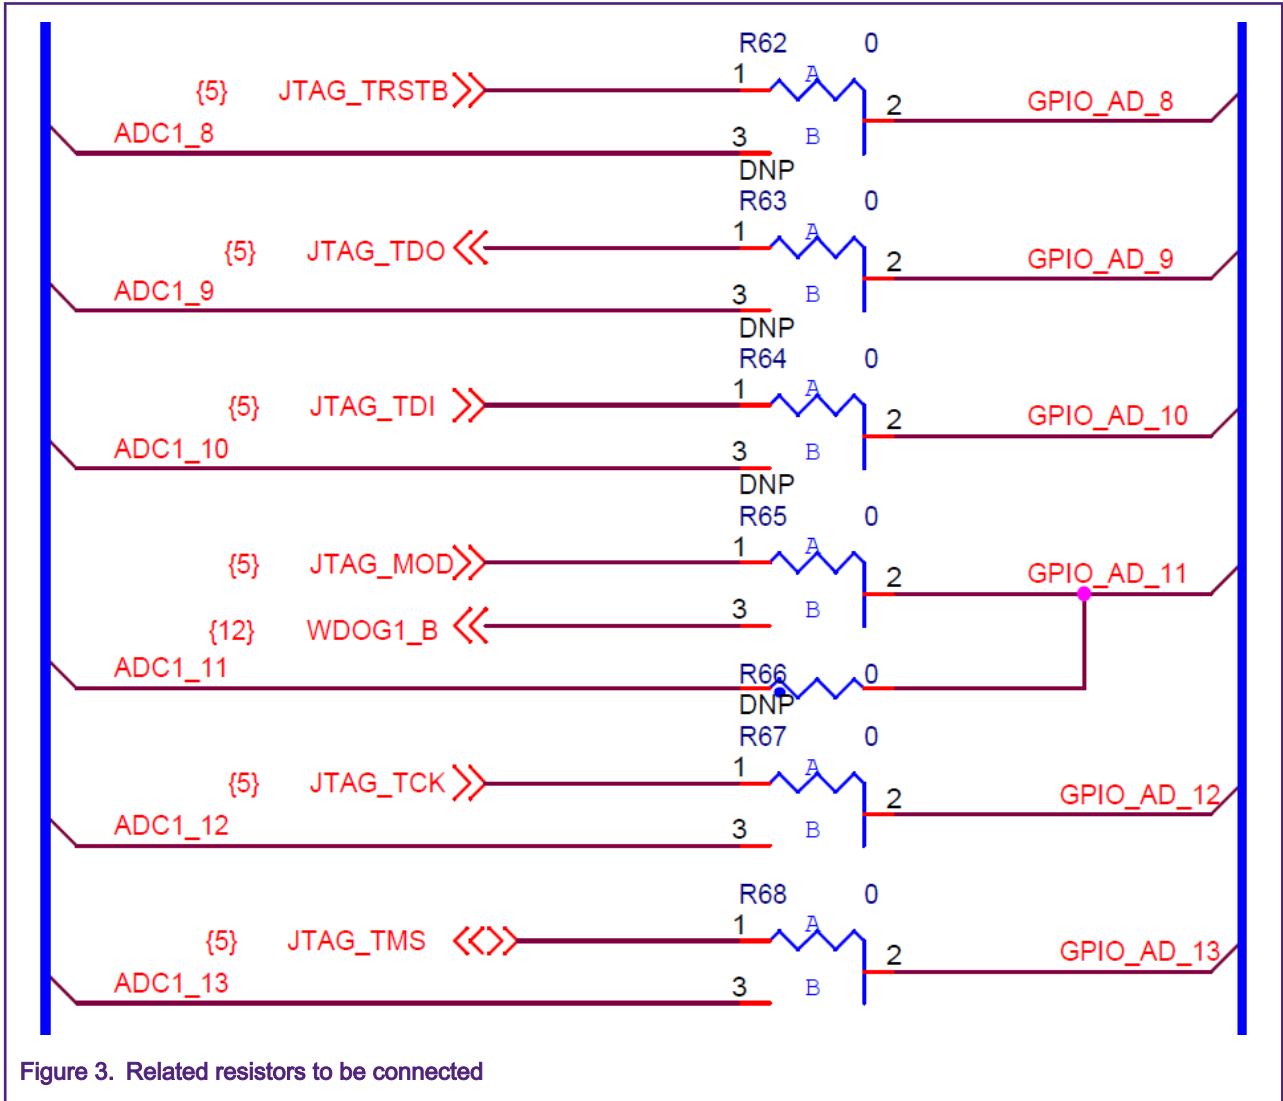 R62 0
1 A
{5} JTAG_TRSTB 2 GPIO_AD_8
ADC1_8 3 B
DNP
R63 0
1 A
{5} JTAG_TDO 2 GPIO_AD_9
ADC1_9 3 B
DNP
R64 0
1 A
{5} JTAG_TDI 2 GPIO_AD_10
ADC1_10 3 B
DNP
R65 0
1 A
{5} JTAG_MOD 2 GPIO_AD_11
3 B
{12} WDOG1_B
ADC1_11 R66 0
DNP
R67 0
1 A
{5} JTAG_TCK 2 GPIO_AD_12
ADC1_12 3 B
R68 0
1 A
{5} JTAG_TMS 2 GPIO_AD_13
ADC1_13 3 B
Figure 3. Related resistors to be connected